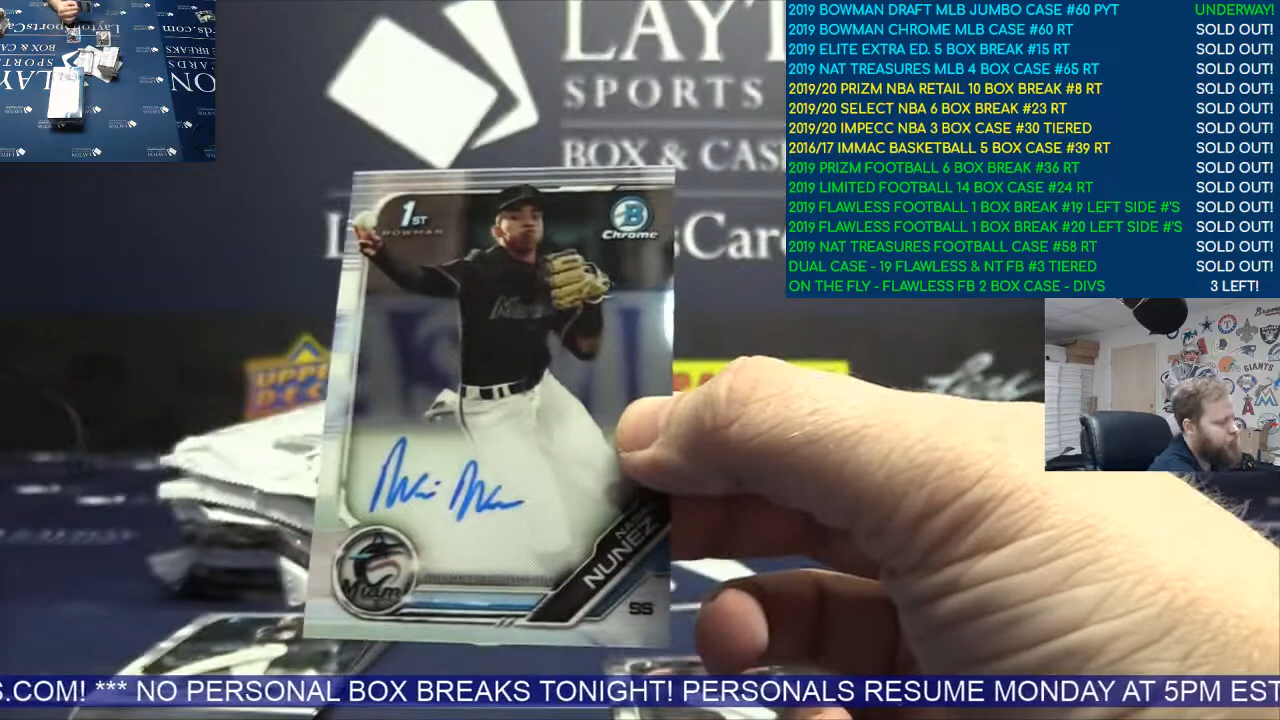 2019 BOWMAN DRAFT MLB JUMBO CASE #60 PYT UNDERWAY!
2019 BOWMAN CHROME MLB CASE #60 RT SOLD OUT!
2019 ELITE EXTRA ED. 5 BOX BREAK #15 RT SOLD OUT!
2019 NAT TREASURES MLB 4 BOX CASE #65 RT SOLD OUT!
2019/20 PRIZM NBA RETAIL 10 BOX BREAK #8 RT SOLD OUT!
2019/20 SELECT NBA 6 BOX BREAK #23 RT SOLD OUT!
2019/20 IMPECC NBA 3 BOX CASE #30 TIERED SOLD OUT!
2016/17 IMMAC BASKETBALL 5 BOX CASE #39 RT SOLD OUT!
2019 PRIZM FOOTBALL 6 BOX BREAK #36 RT SOLD OUT!
2019 LIMITED FOOTBALL 14 BOX CASE #24 RT SOLD OUT!
2019 FLAWLESS FOOTBALL 1 BOX BREAK #19 LEFT SIDE #'S SOLD OUT!
2019 FLAWLESS FOOTBALL 1 BOX BREAK #20 LEFT SIDE #'S SOLD OUT!
2019 NAT TREASURES FOOTBALL CASE #58 RT SOLD OUT!
DUAL CASE - 19 FLAWLESS & NT FB #3 TIERED SOLD OUT!
ON THE FLY - FLAWLESS FB 2 BOX CASE - DIVS 3 LEFT!
LAYT
SPORTS
BOX & CAS
sCar
1ST
BOWMAN
B
Chrome
UPPER
DEC
Leaf
Miami
NUNEZ
SS
GIANTS
S.COM! *** NO PERSONAL BOX BREAKS TONIGHT! PERSONALS RESUME MONDAY AT 5PM EST